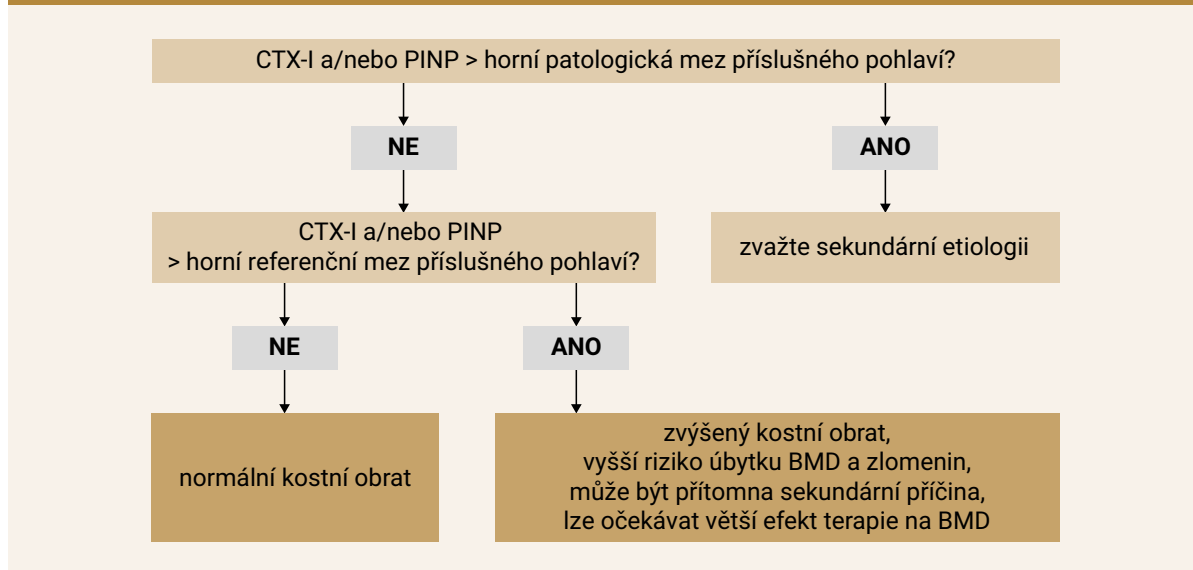 CTX-I a/nebo PINP > horní patologická mez příslušného pohlaví?
NE
ANO
CTX-I a/nebo PINP
> horní referenční mez příslušného pohlaví?
zvažte sekundární etiologii
NE
ANO
normální kostní obrat
zvýšený kostní obrat,
vyšší riziko úbytku BMD a zlomenin,
může být přítomna sekundární příčina,
lze očekávat větší efekt terapie na BMD